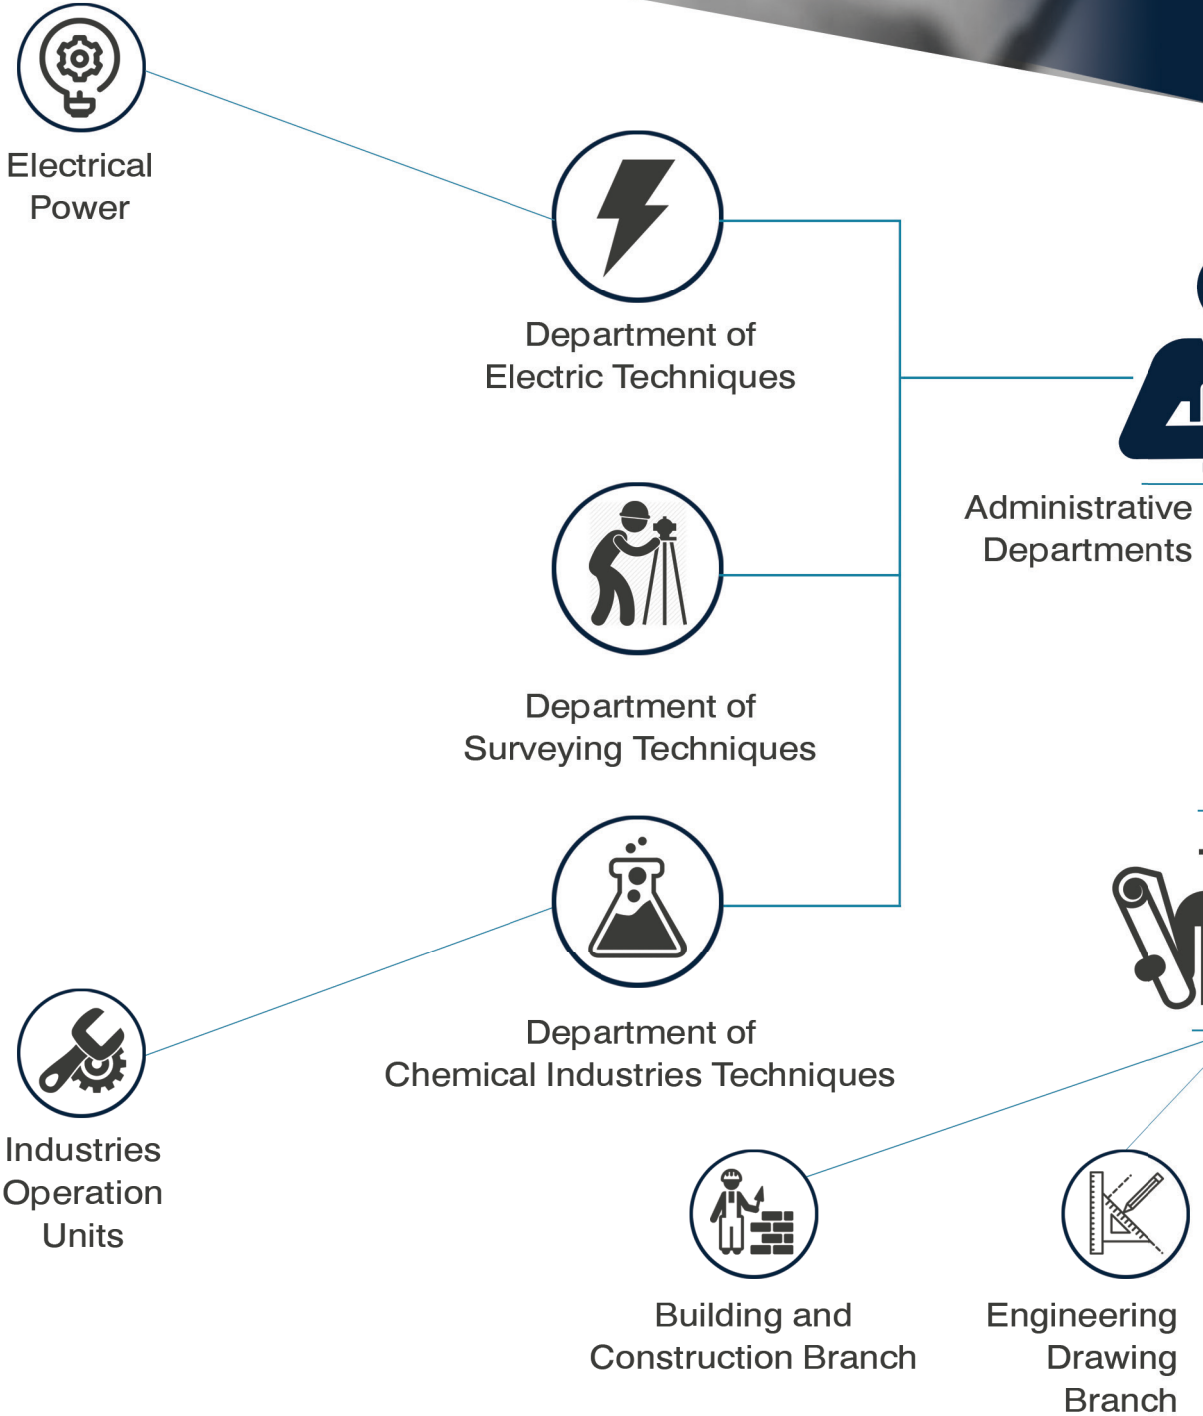 Electrical
Power
Department of
Electric Techniques
Administrative
Departments
Department of
Surveying Techniques
Department of
Chemical Industries Techniques
Industries
Operation
Units
Building and
Construction Branch
Engineering
Drawing
Branch